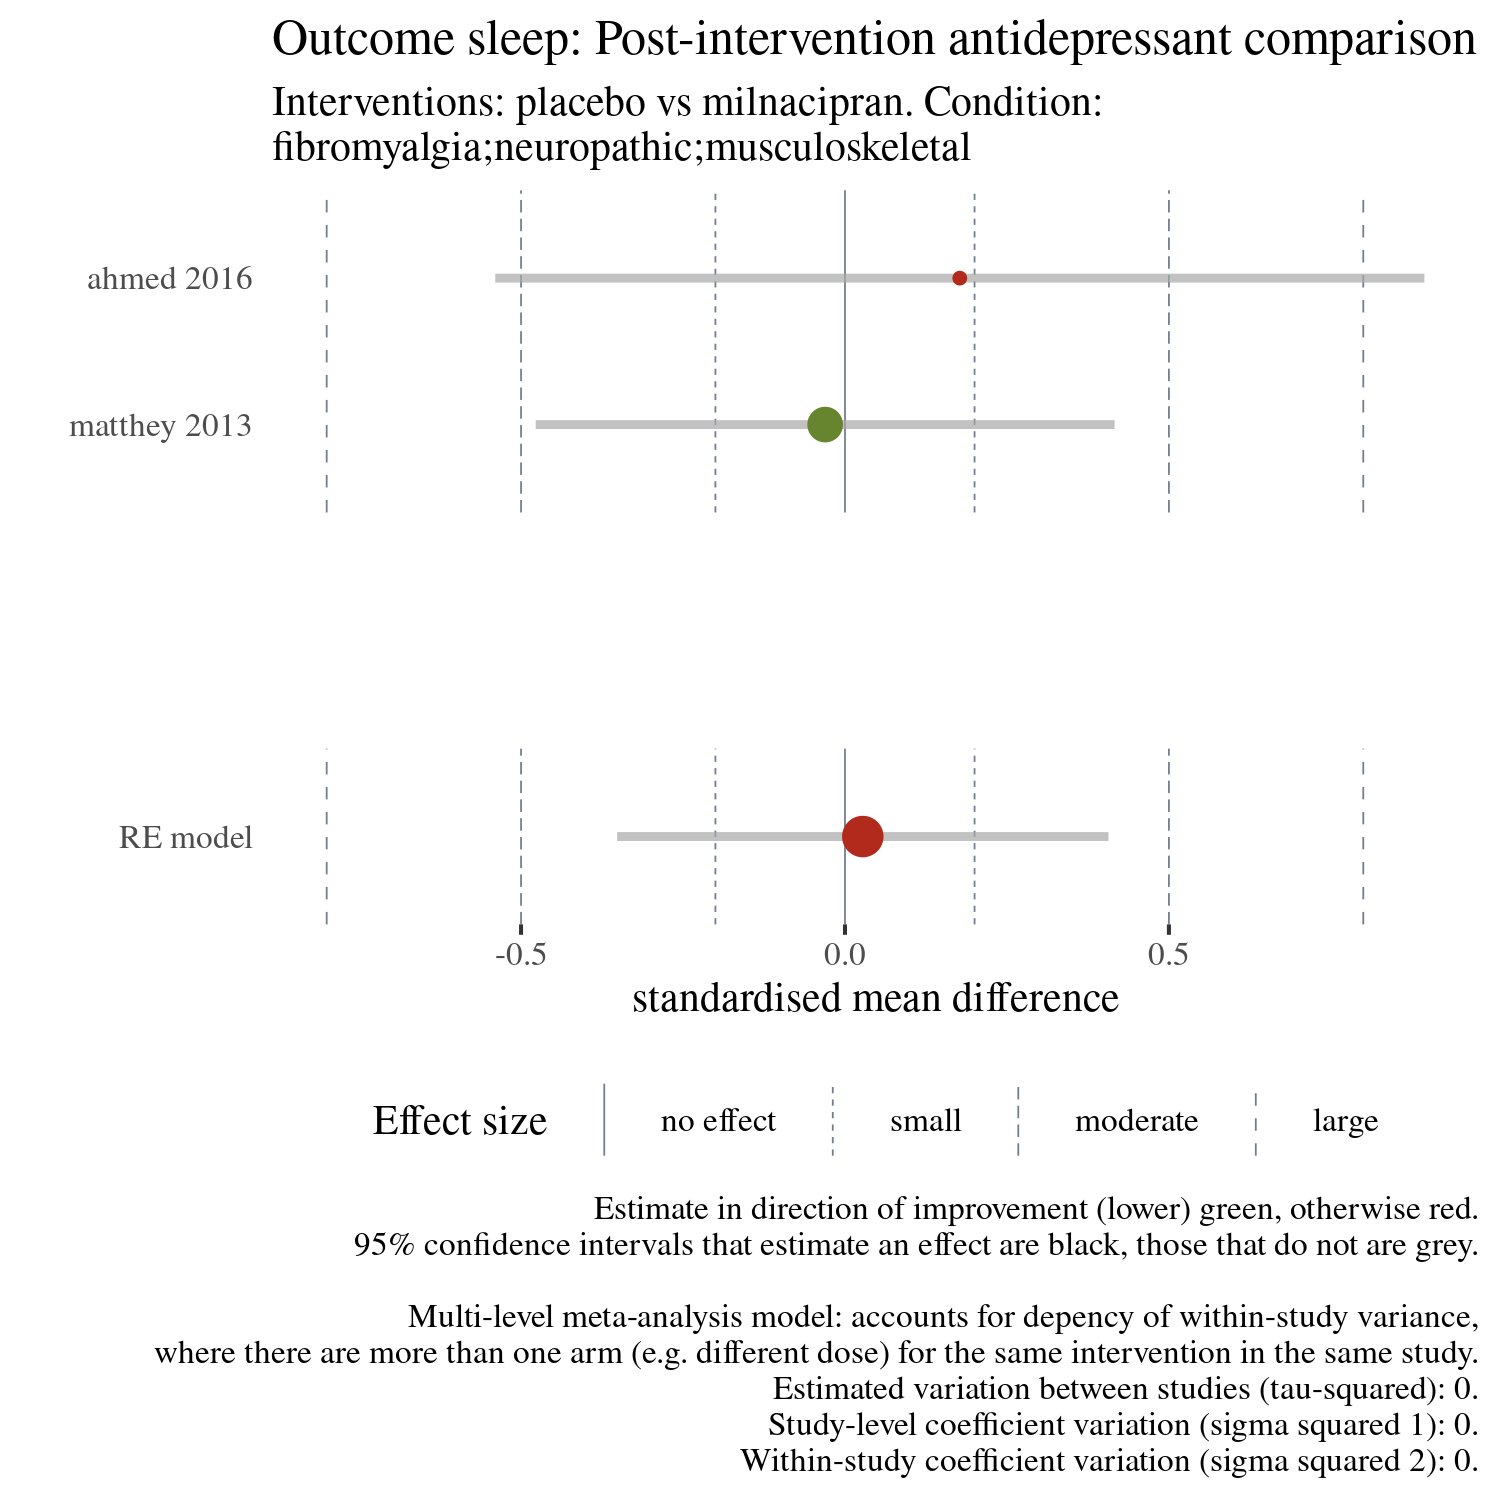 Outcome sleep: Post-intervention antidepressant comparison
Interventions: placebo vs milnacipran. Condition:
fibromyalgia;neuropathic;musculoskeletal
ahmed 2016
matthey 2013
RE model
-0.5 0.0 0.5
standardised mean difference
Effect size no effect small moderate large
Estimate in direction of improvement (lower) green, otherwise red.
95% confidence intervals that estimate an effect are black, those that do not are grey.
Multi-level meta-analysis model: accounts for depency of within-study variance,
where there are more than one arm (e.g. different dose) for the same intervention in the same study.
Estimated variation between studies (tau-squared): 0.
Study-level coefficient variation (sigma squared 1): 0.
Within-study coefficient variation (sigma squared 2): 0.